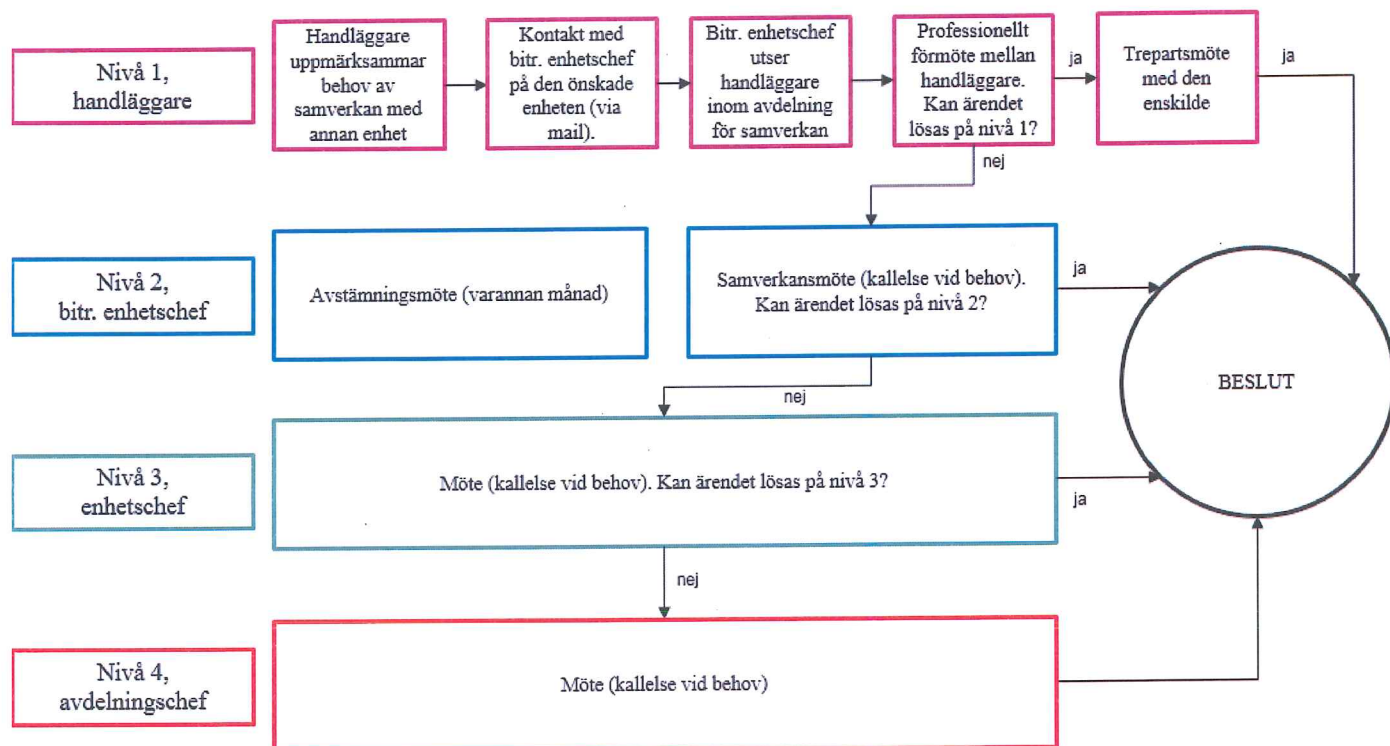 Nivå 1,
handläggare
Handläggare
uppmärksammar
behov av
samverkan med
annan enhet
Kontakt med
bitr. enhetschef
på den önskade
enheten (via
mail).
Bitr. enhetschef
utser
handläggare
inom avdelning
för samverkan
Professionellt
förmöte mellan
handläggare.
Kan ärendet
lösas på nivå 1?
ja
Trepartsmöte
med den
enskilde
ja
nej
Nivå 2,
bitr. enhetschef
Avstämningsmöte (varannan månad)
Samverkansmöte (kallelse vid behov).
Kan ärendet lösas på nivå 2?
ja
BESLUT
nej
Nivå 3,
enhetschef
Möte (kallelse vid behov). Kan ärendet lösas på nivå 3?
ja
nej
Nivå 4,
avdelningschef
Möte (kallelse vid behov)